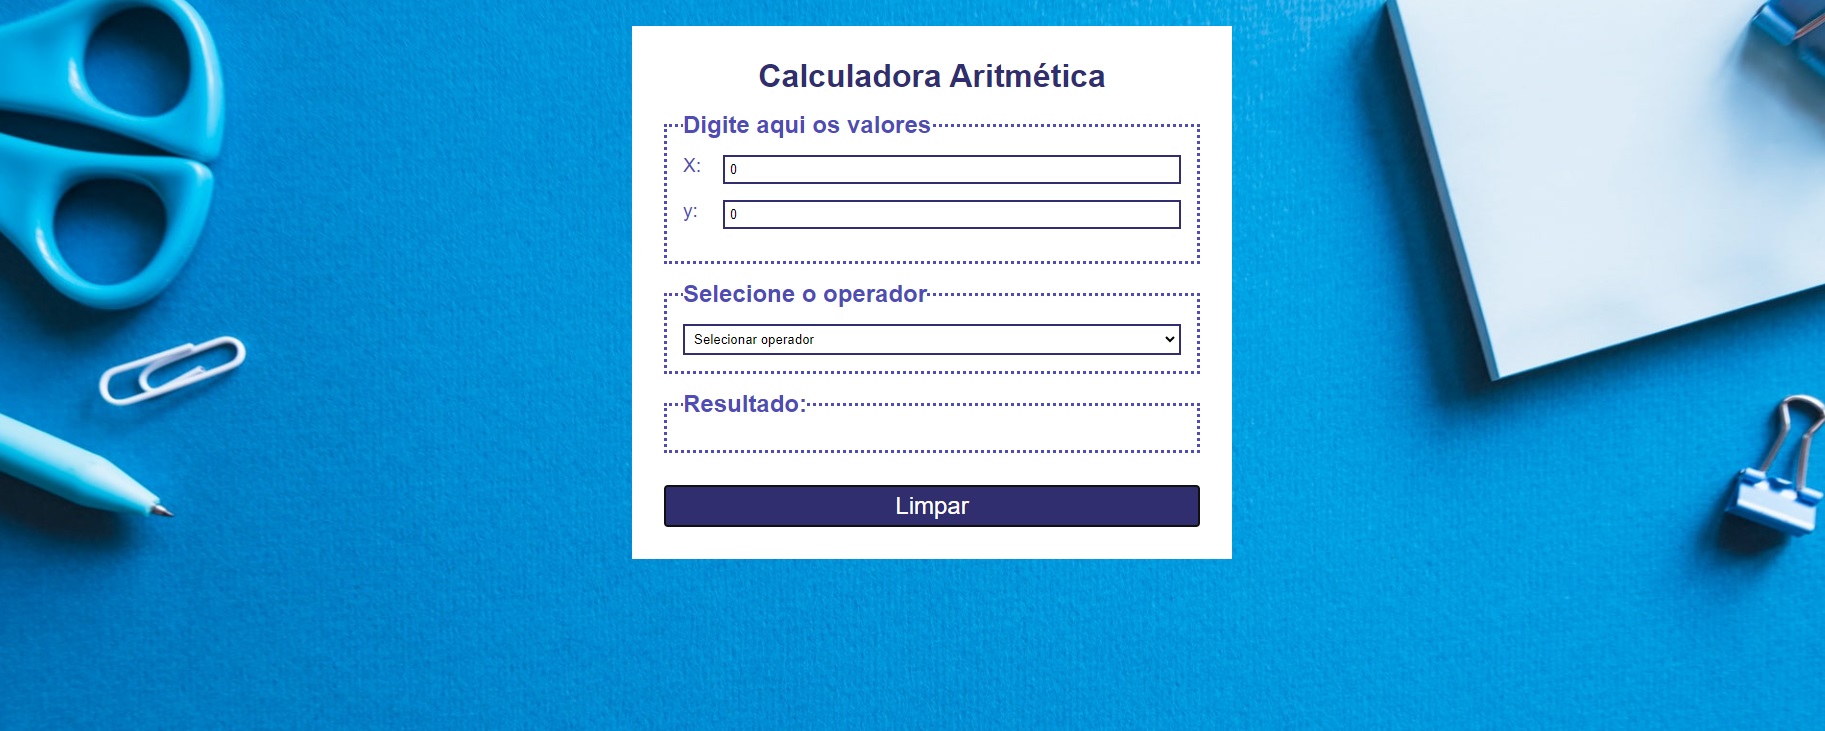 Calculadora Aritmética
Digite aqui os valores
X: 0
y: 0
Selecione o operador
Selecionar operador
Resultado:
Limpar